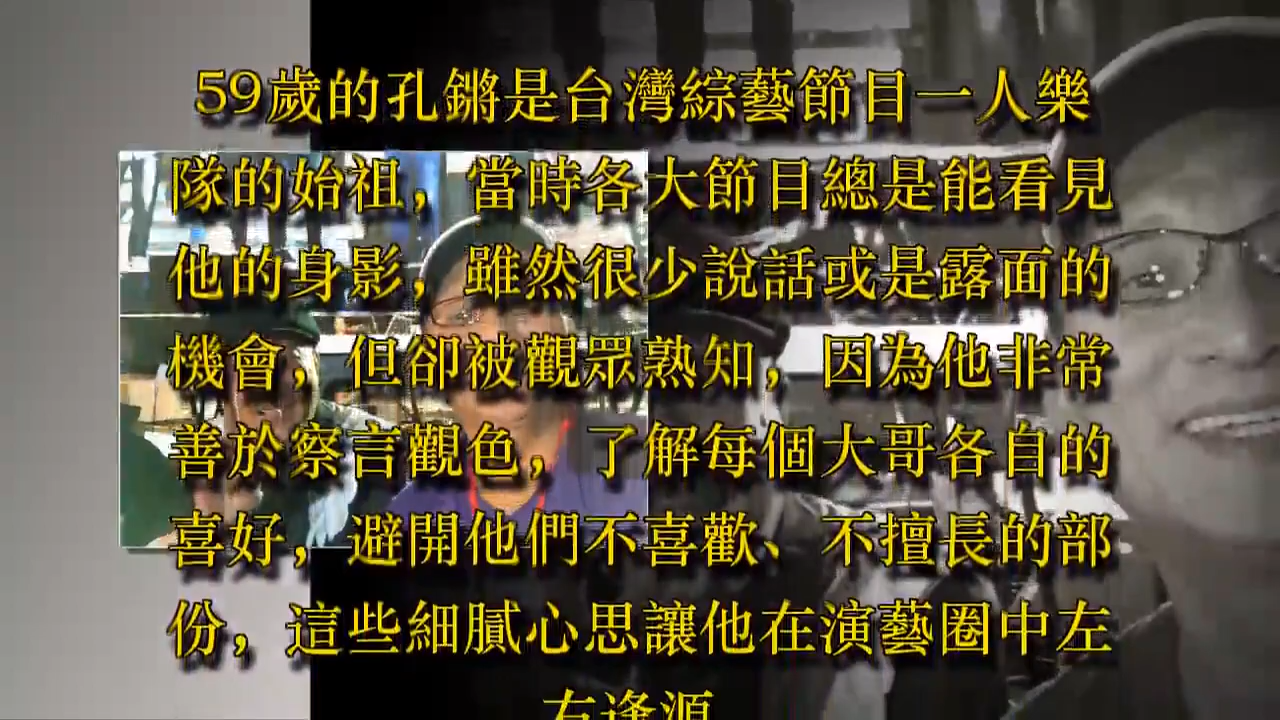 59歲的孔鏘是台灣綜藝節目一人樂
隊的始祖，當時各大節目總是能看見
他的身影，雖然很少說話或是露面的
機會，但卻被觀眾熟知，因為他非常
善於察言觀色，了解每個大哥各自的
喜好，避開他們不喜歡、不擅長的部
份，這些細膩心思讓他在演藝圈中左
右逢源